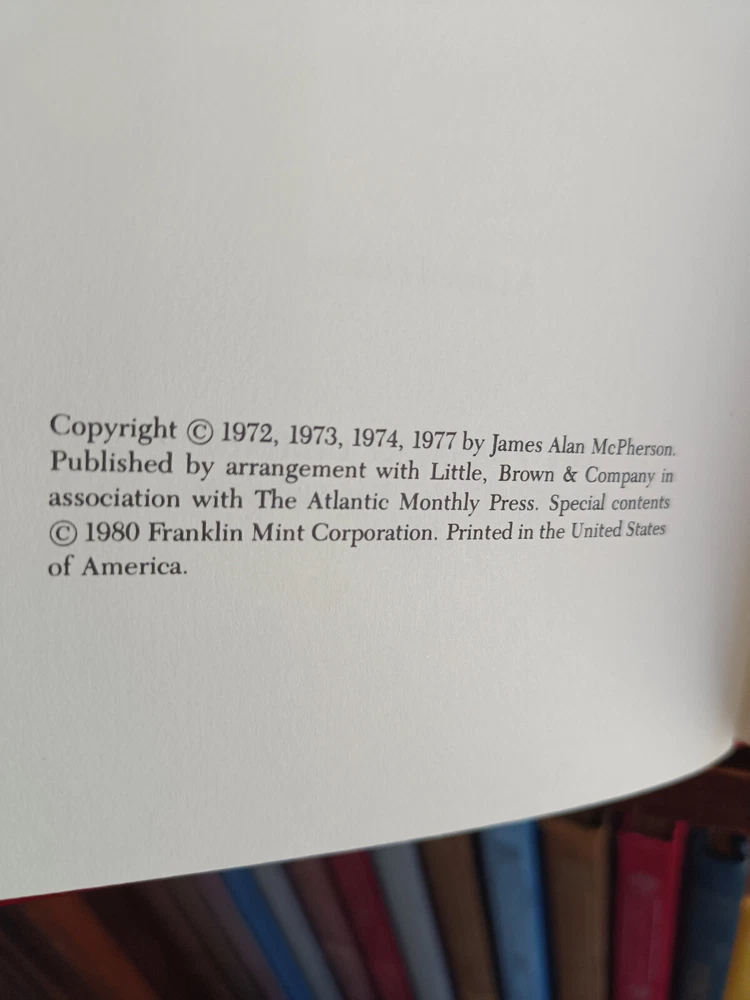 Copyright © 1972, 1973, 1974, 1977 by James Alan McPherson.
Published by arrangement with Little, Brown & Company in
association with The Atlantic Monthly Press. Special contents
© 1980 Franklin Mint Corporation. Printed in the United States
of America.